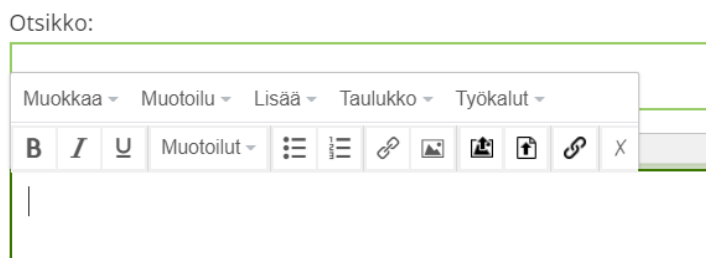 Otsikko:
Muokkaa Muotoilu Lisää Taulukko Työkalut
B I U Muotoilut X